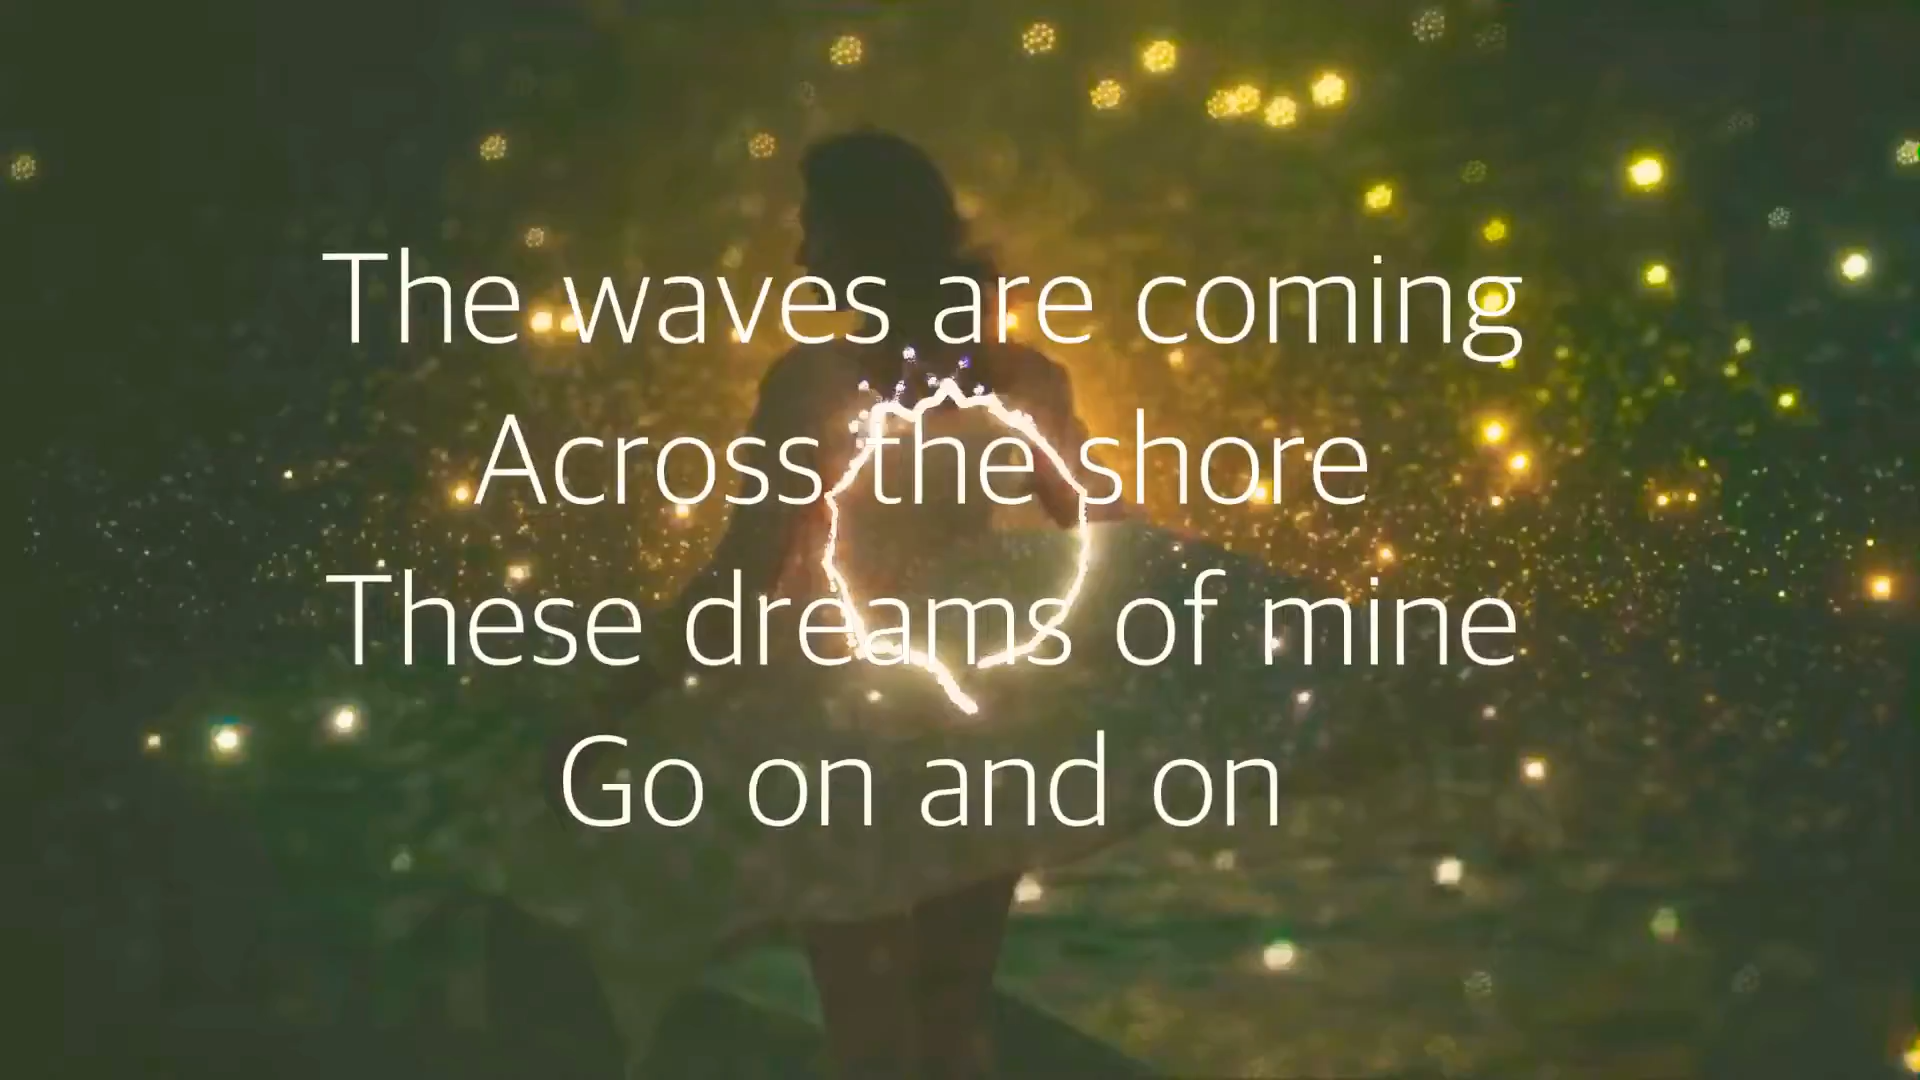 The waves are coming
Across the shore
These dreams of mine
Go on and on